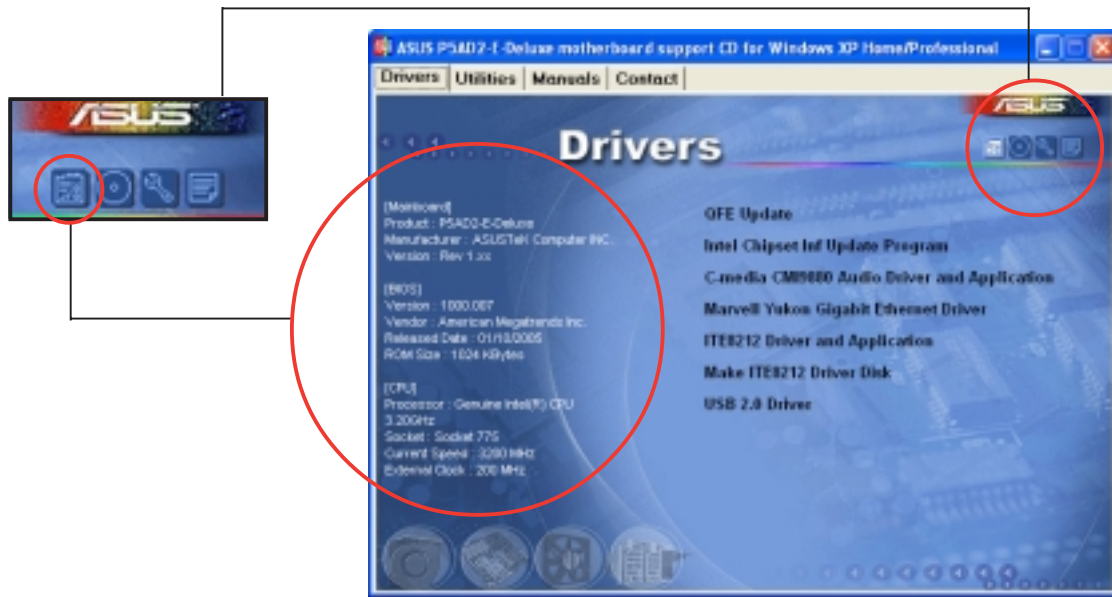 ASUS
ASUS P5AD2-E-Deluxe motherboard support CD for Windows XP Home/Professional
Drivers Utilities Manuals Contact
ASUS
Drivers
[Mainboard]
Product : P5AD2-E-Deluxe
Manufacturer : ASUSTeK Computer INC.
Version : Rev 1.xx
[BIOS]
Version : 1000.007
Vendor : American Megatrends Inc.
Released Date : 01/10/2005
ROM Size : 1024 KBytes
[CPU]
Processor : Genuine Intel(R) CPU
3.20GHz
Socket : Socket 775
Current Speed : 3200 MHz
External Clock : 200 MHz
QFE Update
Intel Chipset Inf Update Program
C-media CMI9880 Audio Driver and Application
Marvell Yukon Gigabit Ethernet Driver
ITE8212 Driver and Application
Make ITE8212 Driver Disk
USB 2.0 Driver